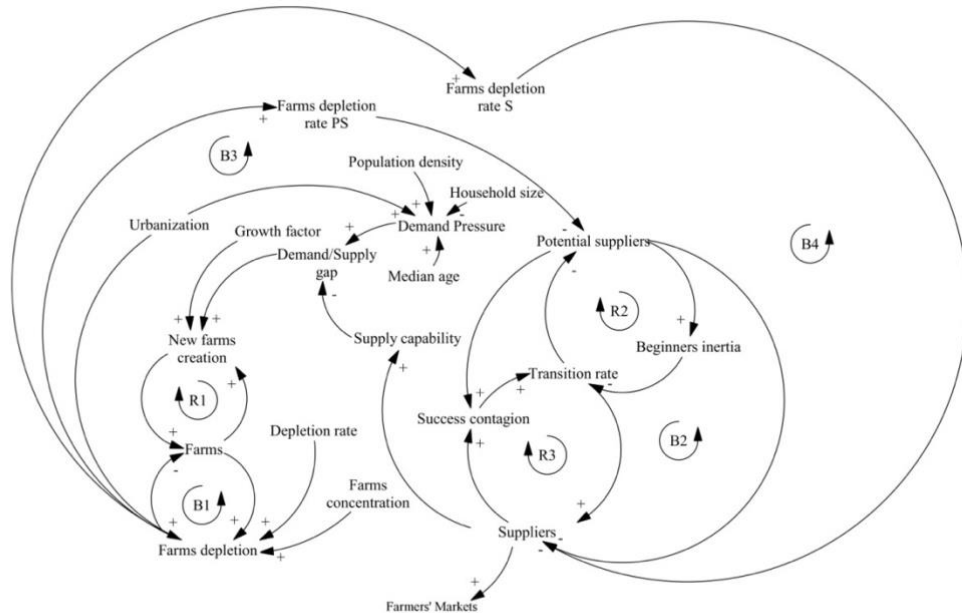 Farms depletion
rate S
+
Farms depletion
rate PS
+
B3
Population density
Household size
Urbanization
+
+
-
Demand Pressure
+
+
+
Growth factor
Demand/Supply
gap
-
Median age
-
Potential suppliers
-
B4
R2
+
+
New farms
creation
+
Supply capability
+
+
Beginners inertia
Transition rate
-
+
+
Success contagion
+
R1
+
Farms
-
Depletion rate
R3
B2
Farms
concentration
B1
+
+
+
+
Farms depletion
+
Suppliers
-
-
+
Farmers' Markets